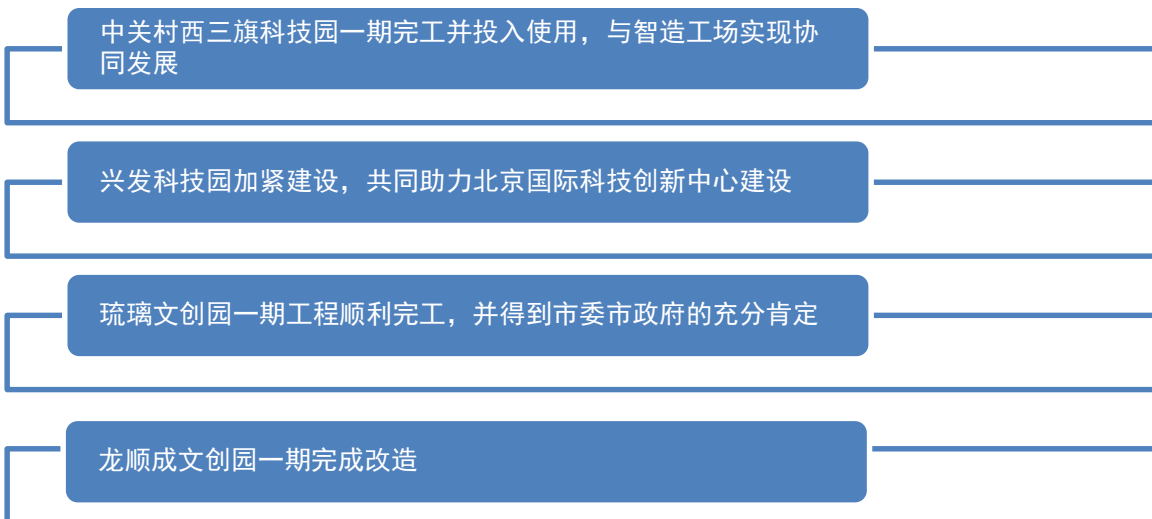 中关村西三旗科技园一期完工并投入使用，与智造工场实现协
同发展
兴发科技园加紧建设，共同助力北京国际科技创新中心建设
琉璃文创园一期工程顺利完工，并得到市委市政府的充分肯定
龙顺成文创园一期完成改造